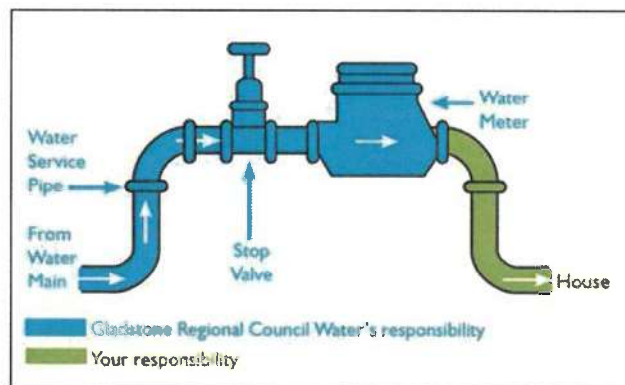 Water
Service
Pipe
From
Water
Main
Stop
Valve
Water
Meter
House
Gladstone Regional Council Water's responsibility
Your responsibility